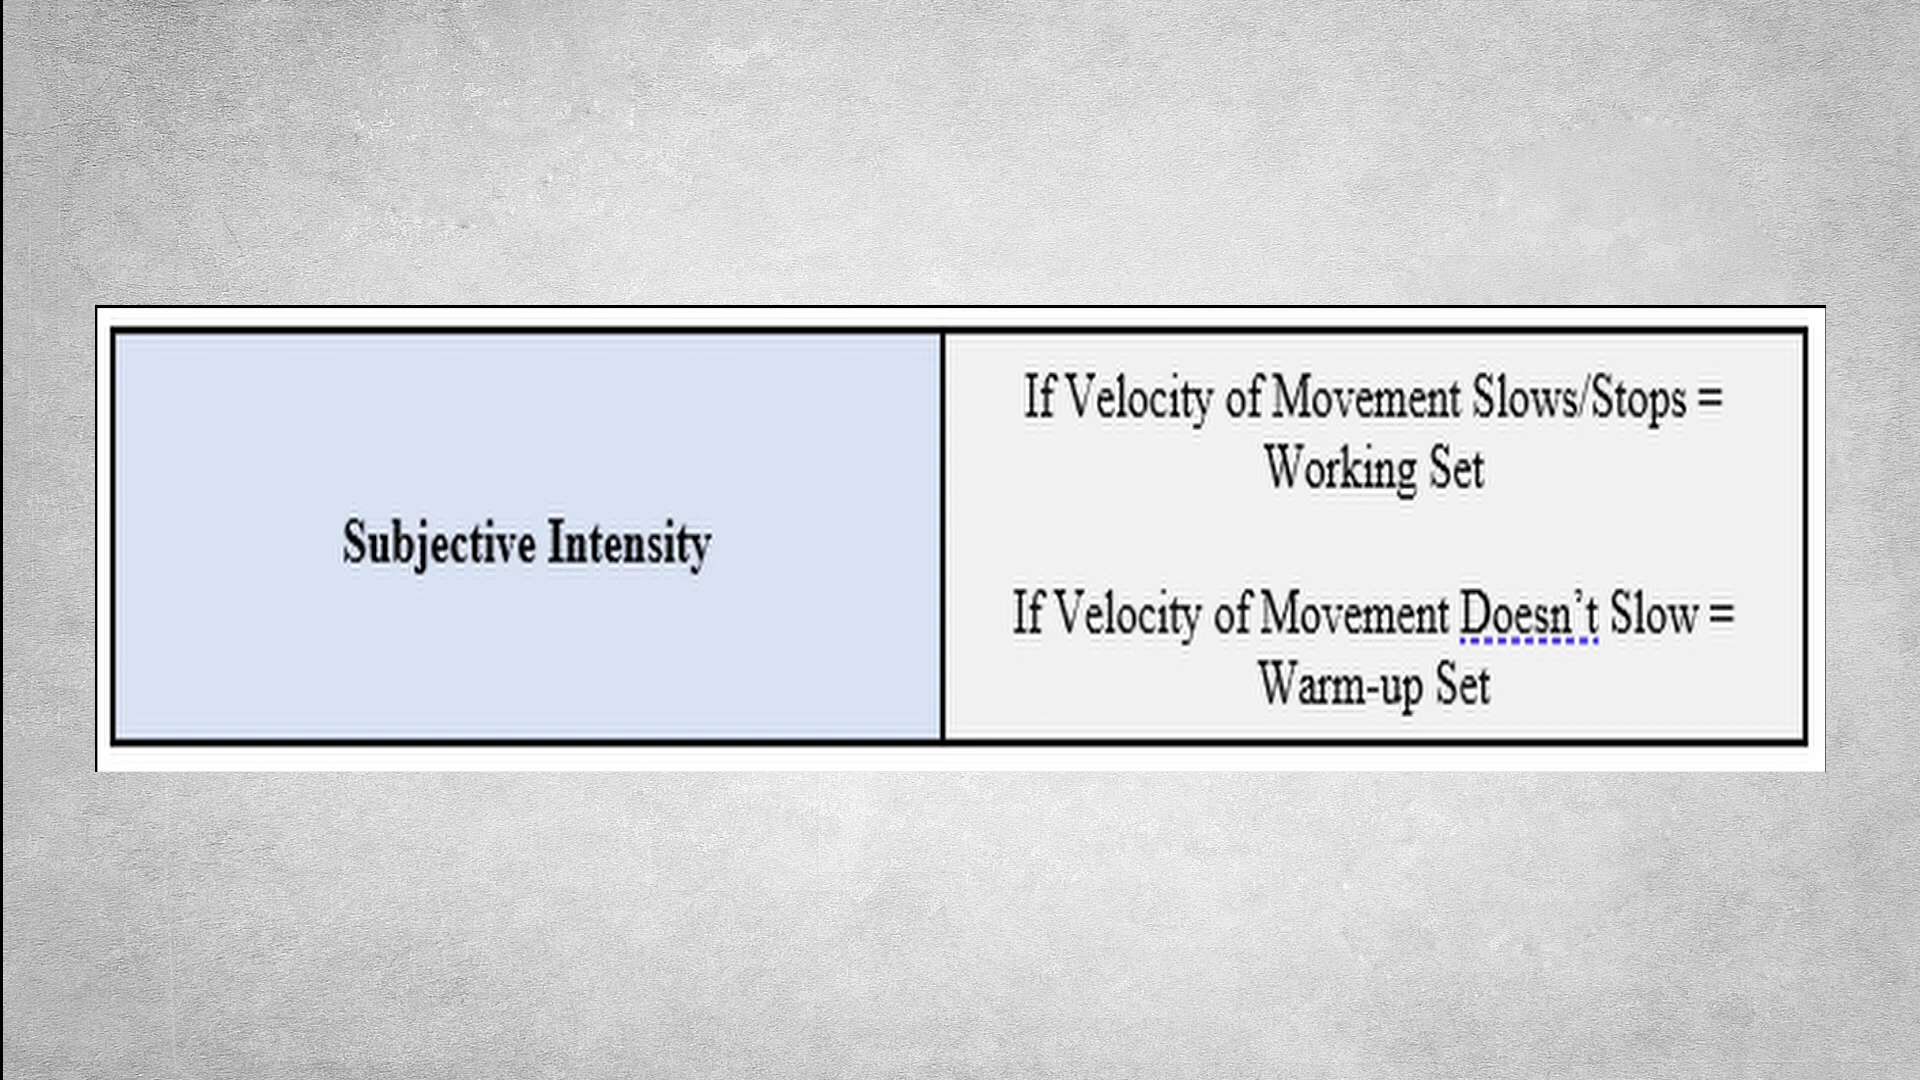 Subjective Intensity
If Velocity of Movement Slows/Stops =
Working Set
If Velocity of Movement Doesn’t Slow =
Warm-up Set